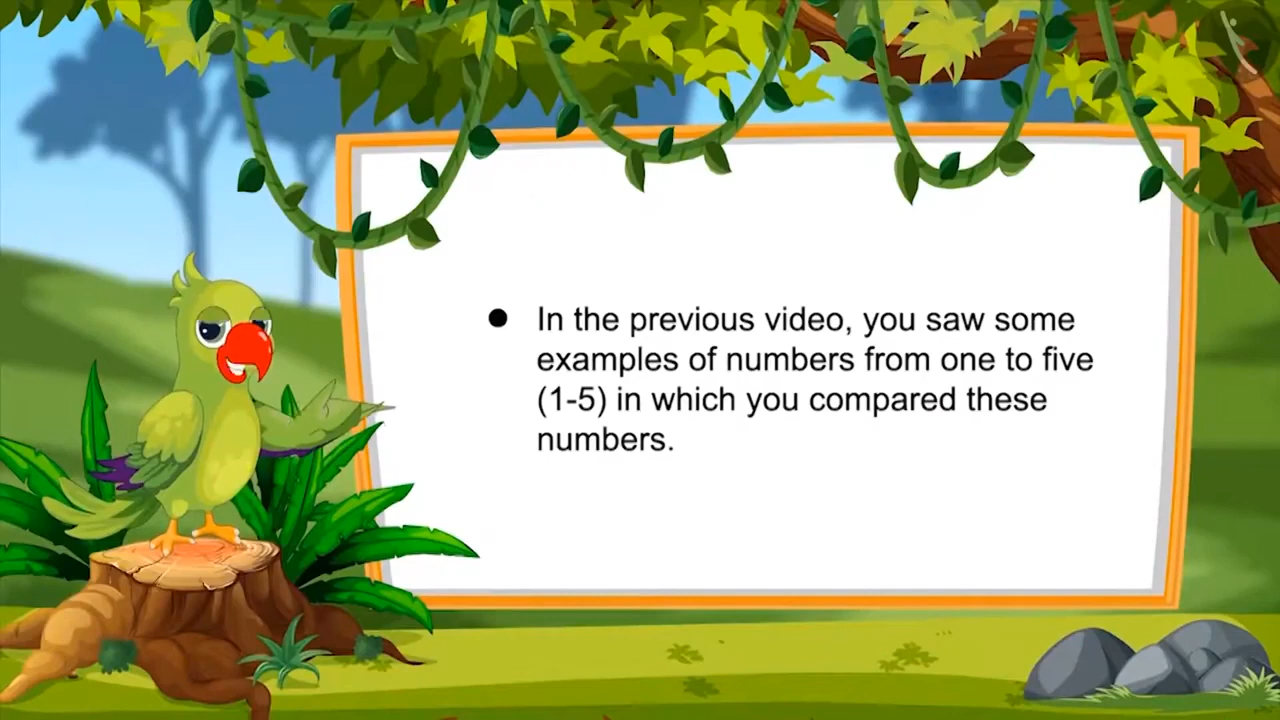 ● In the previous video, you saw some
examples of numbers from one to five
(1-5) in which you compared these
numbers.